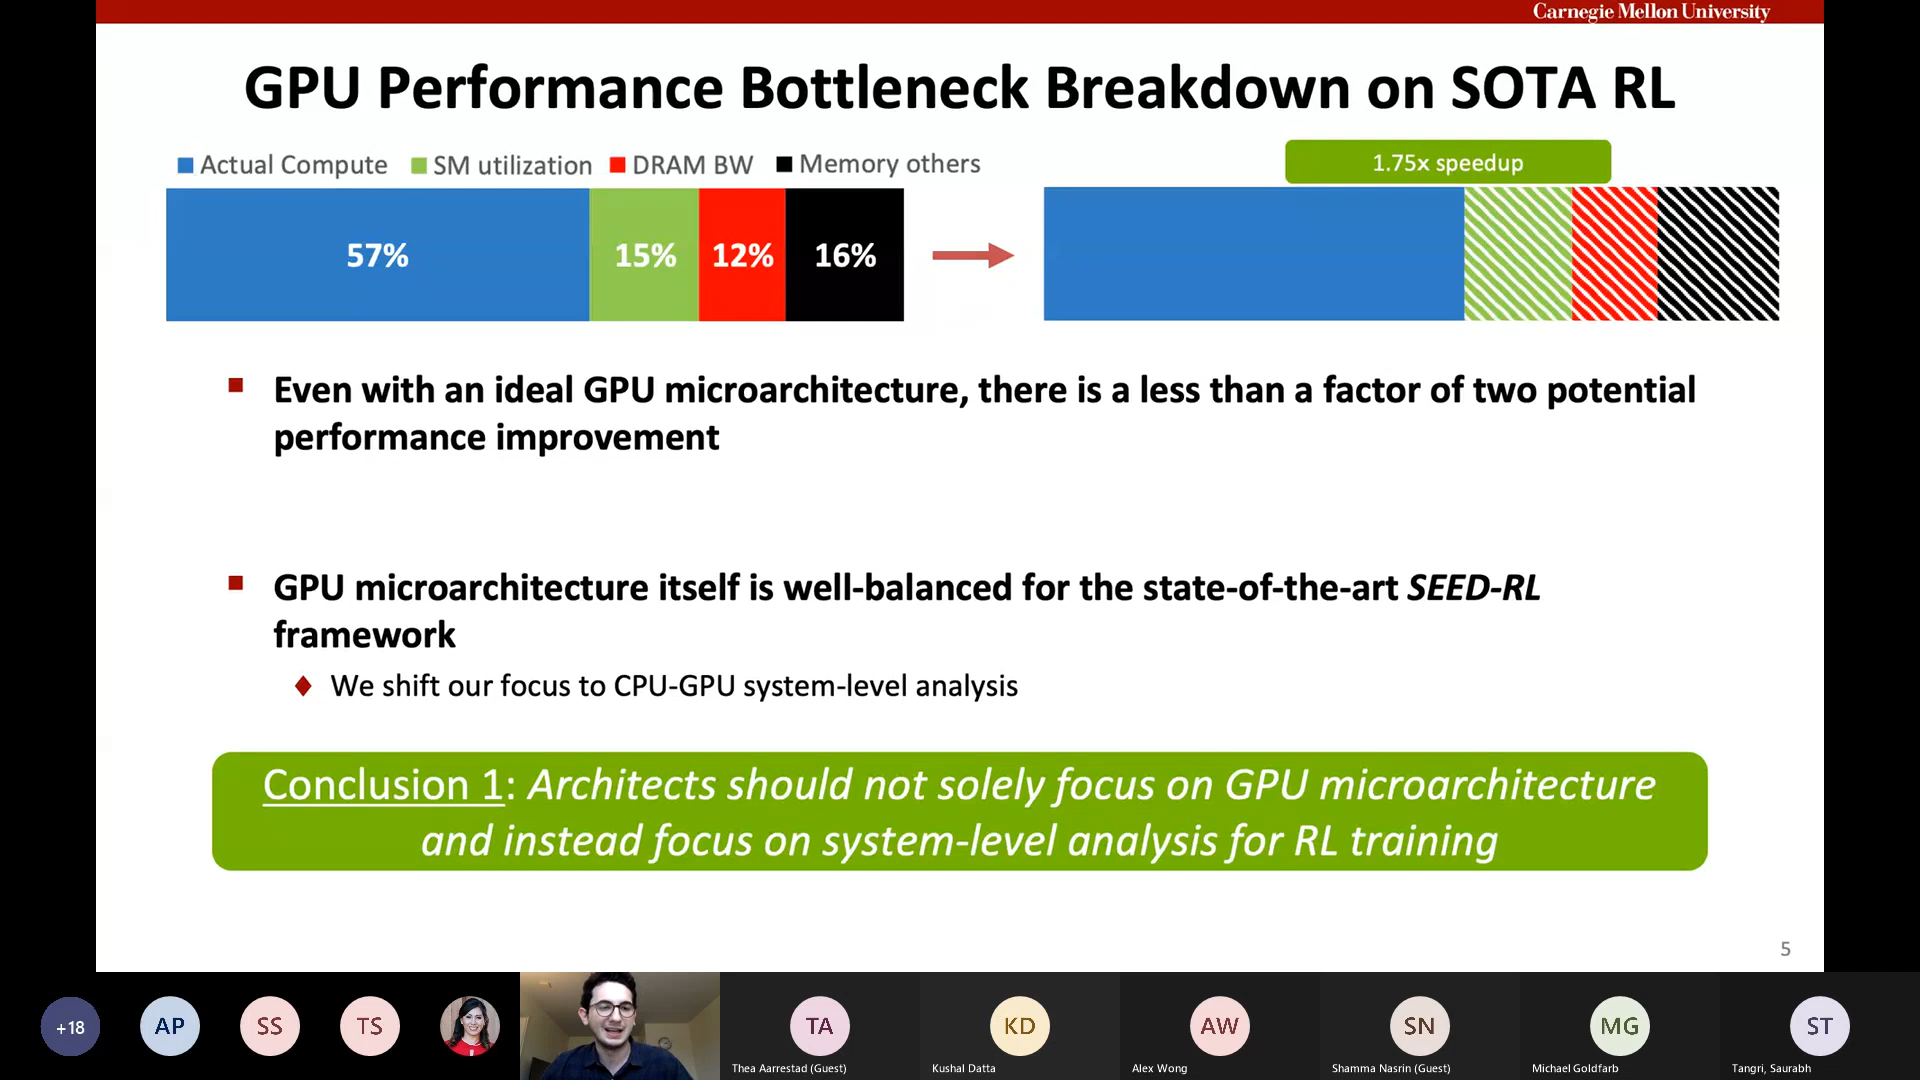 Carnegie Mellon University
GPU Performance Bottleneck Breakdown on SOTA RL
Actual Compute SM utilization DRAM BW Memory others
1.75x speedup
57% 15% 12% 16%
Even with an ideal GPU microarchitecture, there is a less than a factor of two potential
performance improvement
GPU microarchitecture itself is well-balanced for the state-of-the-art SEED-RL
framework
We shift our focus to CPU-GPU system-level analysis
Conclusion 1: Architects should not solely focus on GPU microarchitecture
and instead focus on system-level analysis for RL training
5
+18 AP SS TS TA KD AW SN MG ST
Thea Aarrestad (Guest) Kushal Datta Alex Wong Shamma Nasrin (Guest) Michael Goldfarb Tangri, Saurabh